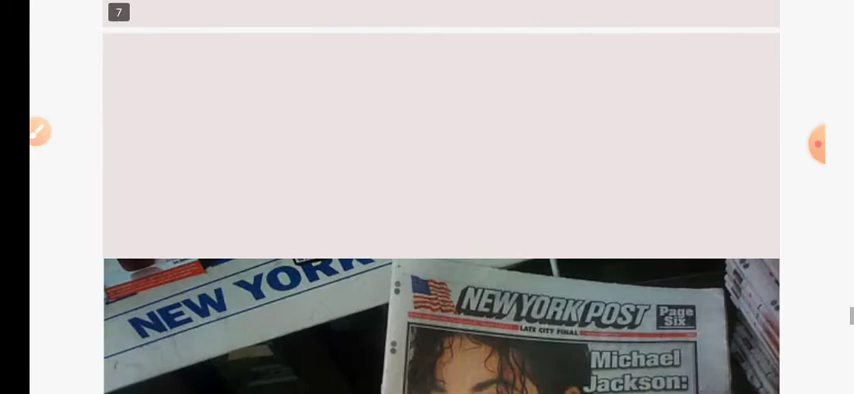 7
NEW YORK
NEW YORK POST
Page
Six
LATE CITY FINAL
Michael
Jackson: